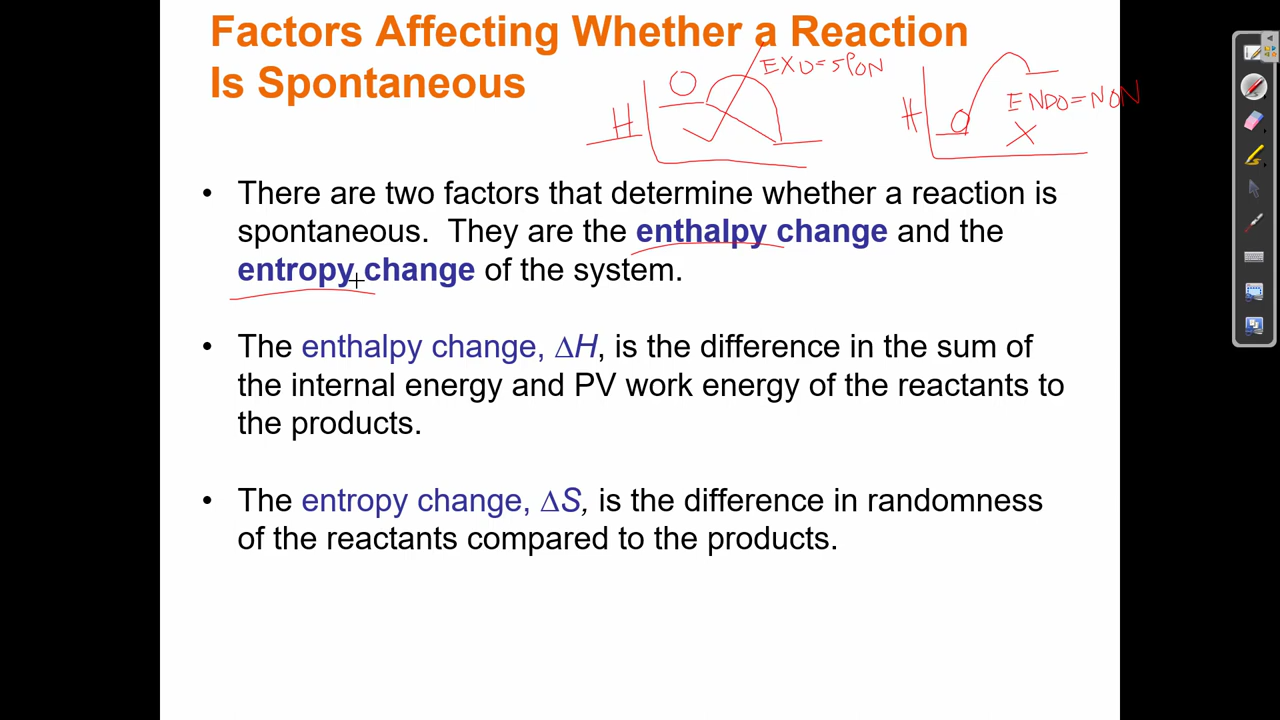 Factors Affecting Whether a Reaction
Is Spontaneous
H
EXO=SPON
H
ENDO=NON
• There are two factors that determine whether a reaction is
spontaneous. They are the enthalpy change and the
entropy change of the system.
• The enthalpy change, ΔH, is the difference in the sum of
the internal energy and PV work energy of the reactants to
the products.
• The entropy change, ΔS, is the difference in randomness
of the reactants compared to the products.